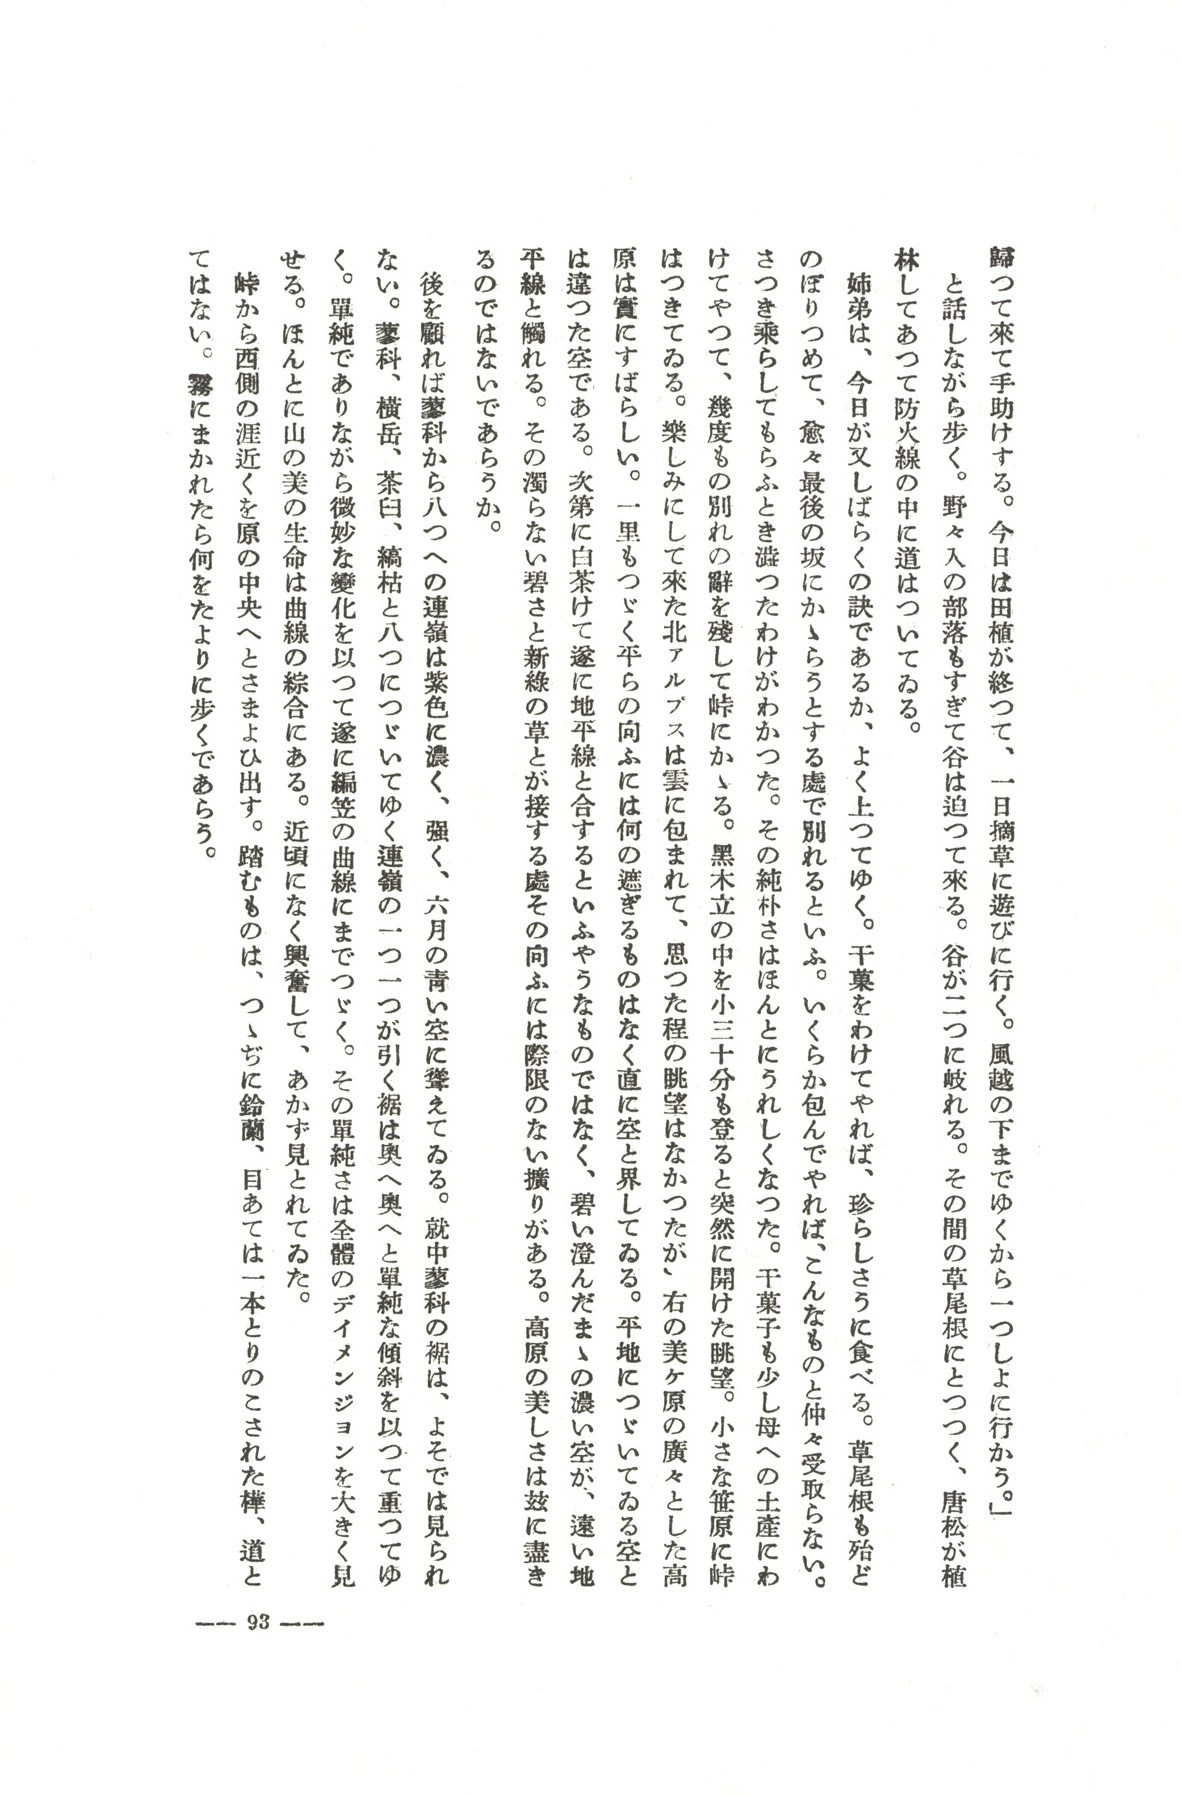 歸つて來て手助けする。今日は田植が終つて、一日摘草に遊びに行く。風越の下までゆくから一つしよに行かう。」
と話しながら步く。野々入の部落もすぎて谷は迫つて來る。谷が二つに岐れる。その間の草尾根にとつつく、唐松が植
林してあつて防火線の中に道はついてゐる。
姉弟は、今日が又しばらくの訣であるか、よく上つてゆく。干菓をわけてやれば、珍らしさうに食べる。草尾根も殆ど
のぼりつめて、愈々最後の坂にかゝらうとする處で別れるといふ。いくらか包んでやれば、こんなものと仲々受取らない。
さつき乘らしてもらふとき澁つたわけがわかつた。その純朴さはほんとにうれしくなつた。干菓子も少し母への土產にわ
けてやつて、幾度もの別れの辭を殘して峠にかゝる。黑木立の中を小三十分も登ると突然に開けた眺望。小さな笹原に峠
はつきてゐる。樂しみにして來た北アルプスは雲に包まれて、思つた程の眺望はなかつたが、右の美ケ原の廣々とした高
原は實にすばらしい。一里もつゞく平らの向ふには何の遮ぎるものはなく直に空と界してゐる。平地につゞいてゐる空と
は違つた空である。次第に白茶けて遂に地平線と合するといふやうなものではなく、碧い澄んだまゝの濃い空が、遠い地
平線と觸れる。その濁らない碧さと新綠の草とが接する處その向ふには際限のない擴りがある。高原の美しさは玆に盡き
るのではないであらうか。
後を顧れば蓼科から八つへの連嶺は紫色に濃く、强く、六月の靑い空に聳えてゐる。就中蓼科の裾は、よそでは見られ
ない。蓼科、橫岳、茶臼、縞枯と八つにつゞいてゆく連嶺の一つ一つが引く裾は奧へ奧へと單純な傾斜を以つて重つてゆ
く。單純でありながら微妙な變化を以つて遂に編笠の曲線にまでつゞく。その單純さは全體のデイメンジヨンを大きく見
せる。ほんとに山の美の生命は曲線の綜合にある。近頃になく興奮して、あかず見とれてゐた。
峠から西側の涯近くを原の中央へとさまよひ出す。踏むものは、つゝぢに鈴蘭、目あては一本とりのこされた樺、道と
てはない。霧にまかれたら何をたよりに步くであらう。
—— 93 ——